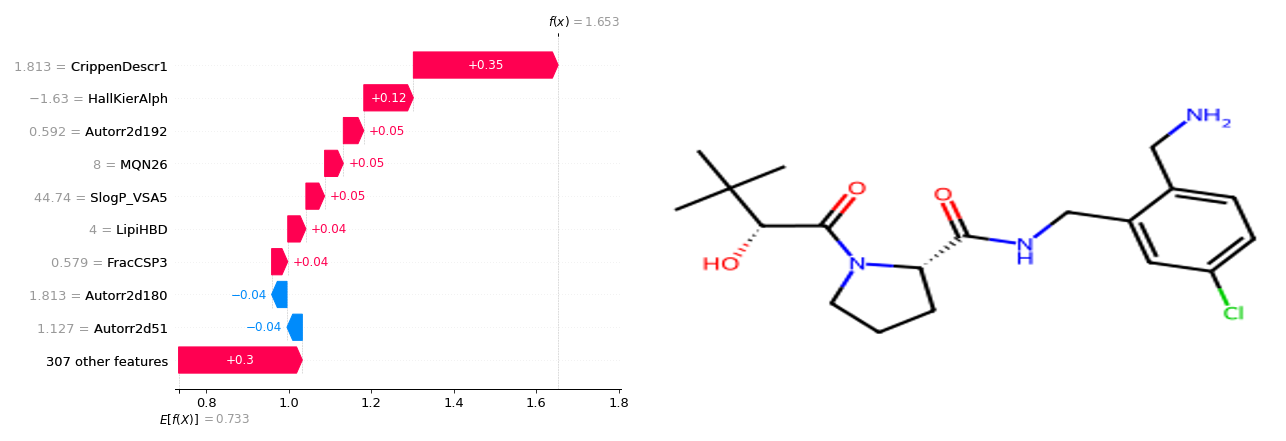 f(x) = 1.653
1.813 = CrippenDescr1
+0.35
−1.63 = HallKierAlph
+0.12
0.592 = Autorr2d192
+0.05
8 = MQN26
+0.05
44.74 = SlogP_VSA5
+0.05
4 = LipiHBD
+0.04
0.579 = FracCSP3
+0.04
1.813 = Autorr2d180
−0.04
1.127 = Autorr2d51
−0.04
307 other features
+0.3
0.8 1.0 1.2 1.4 1.6 1.8
E[f(X)] = 0.733
NH2
O
O
HO
N
N
H
Cl